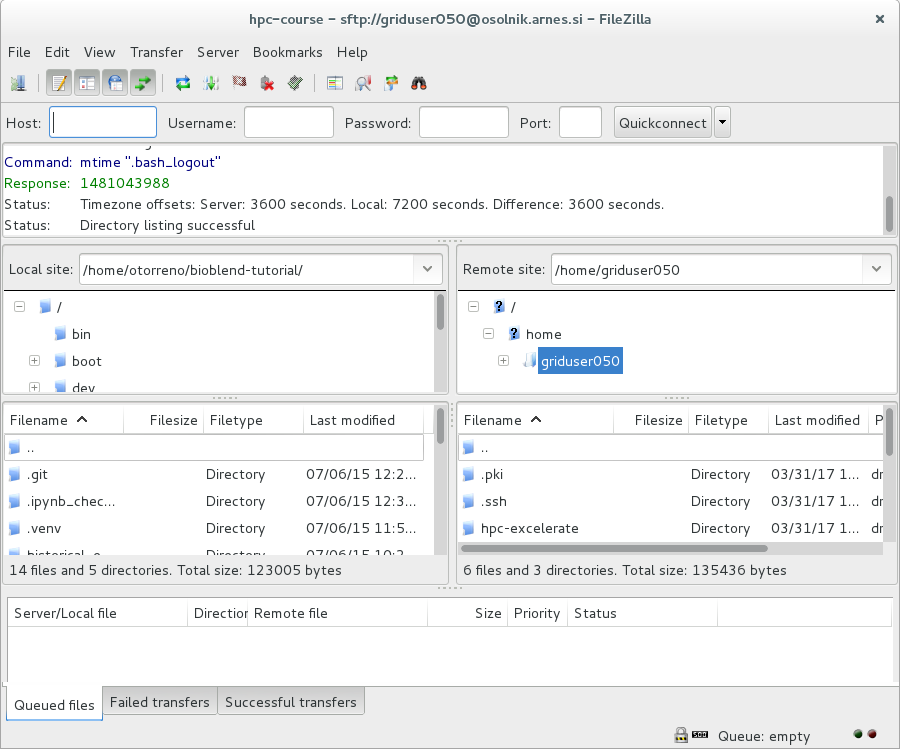 hpc-course - sftp://griduser050@osolnik.arnes.si - FileZilla
File Edit View Transfer Server Bookmarks Help
Host: Username: Password: Port: Quickconnect
Command: mtime ".bash_logout"
Response: 1481043988
Status: Timezone offsets: Server: 3600 seconds. Local: 7200 seconds. Difference: 3600 seconds.
Status: Directory listing successful
Local site: /home/otorreno/bioblend-tutorial/
/
bin
boot
dev
Remote site: /home/griduser050
/
home
griduser050
Filename Filesize Filetype Last modified
..
.git Directory 07/06/15 12:2...
.ipynb_chec... Directory 07/06/15 12:3...
.venv Directory 07/06/15 11:5...
historical_o Directory 07/06/15 10:2
14 files and 5 directories. Total size: 123005 bytes
Filename Filesize Filetype Last modified P
..
.pki Directory 03/31/17 1... dr
.ssh Directory 03/31/17 1... dr
hpc-excelerate Directory 03/31/17 1... dr
6 files and 3 directories. Total size: 135436 bytes
Server/Local file Direction Remote file Size Priority Status
Queued files Failed transfers Successful transfers
Queue: empty